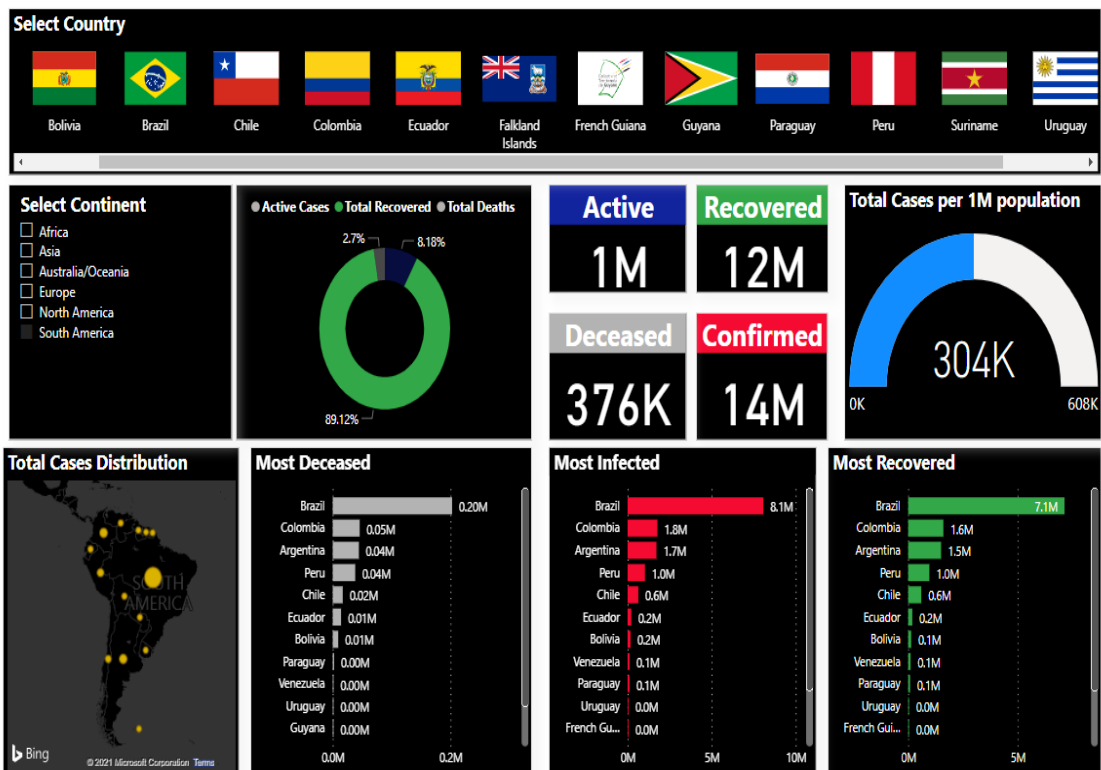 Select Country
Bolivia
Brazil
Chile
Colombia
Ecuador
Falkland
Islands
French Guiana
Guyana
Paraguay
Peru
Suriname
Uruguay
Select Continent
Africa
Asia
Australia/Oceania
Europe
North America
South America
Active Cases Total Recovered Total Deaths
2.7%
8.18%
89.12%
Active
1M
Recovered
12M
Deceased
376K
Confirmed
14M
Total Cases per 1M population
304K
0K
608K
Total Cases Distribution
SOUTH
AMERICA
Bing
© 2021 Microsoft Corporation Terms
Most Deceased
Brazil 0.20M
Colombia 0.05M
Argentina 0.04M
Peru 0.04M
Chile 0.02M
Ecuador 0.01M
Bolivia 0.01M
Paraguay 0.00M
Venezuela 0.00M
Uruguay 0.00M
Guyana 0.00M
0.0M 0.2M
Most Infected
Brazil 8.1M
Colombia 1.8M
Argentina 1.7M
Peru 1.0M
Chile 0.6M
Ecuador 0.2M
Bolivia 0.2M
Venezuela 0.1M
Paraguay 0.1M
Uruguay 0.0M
French Gu... 0.0M
0M 5M 10M
Most Recovered
Brazil 7.1M
Colombia 1.6M
Argentina 1.5M
Peru 1.0M
Chile 0.6M
Ecuador 0.2M
Bolivia 0.1M
Venezuela 0.1M
Paraguay 0.1M
Uruguay 0.0M
French Gui... 0.0M
0M 5M